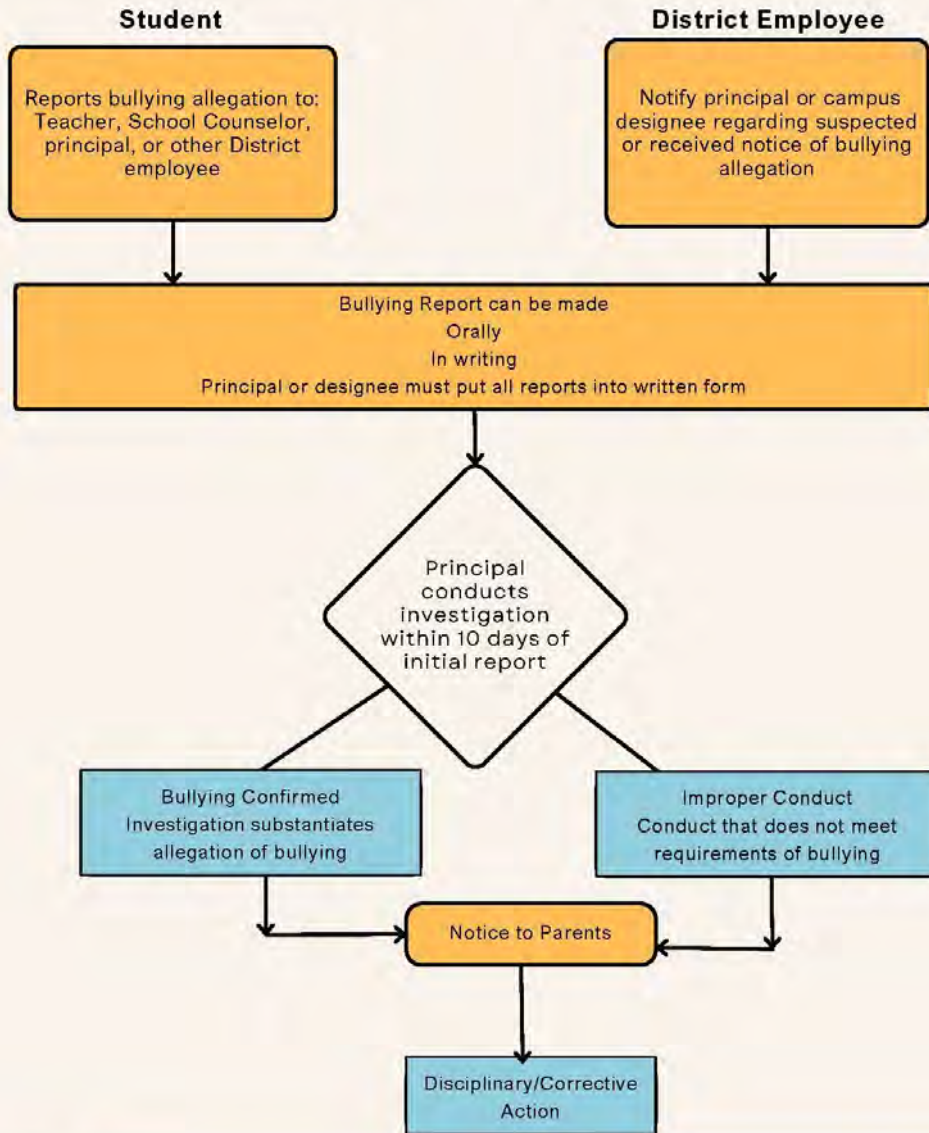 Student
District Employee
Reports bullying allegation to:
Teacher, School Counselor,
principal, or other District
employee
Notify principal or campus
designee regarding suspected
or received notice of bullying
allegation
Bullying Report can be made
Orally
In writing
Principal or designee must put all reports into written form
Principal
conducts
investigation
within 10 days of
initial report
Bullying Confirmed
Investigation substantiates
allegation of bullying
Improper Conduct
Conduct that does not meet
requirements of bullying
Notice to Parents
Disciplinary/Corrective
Action